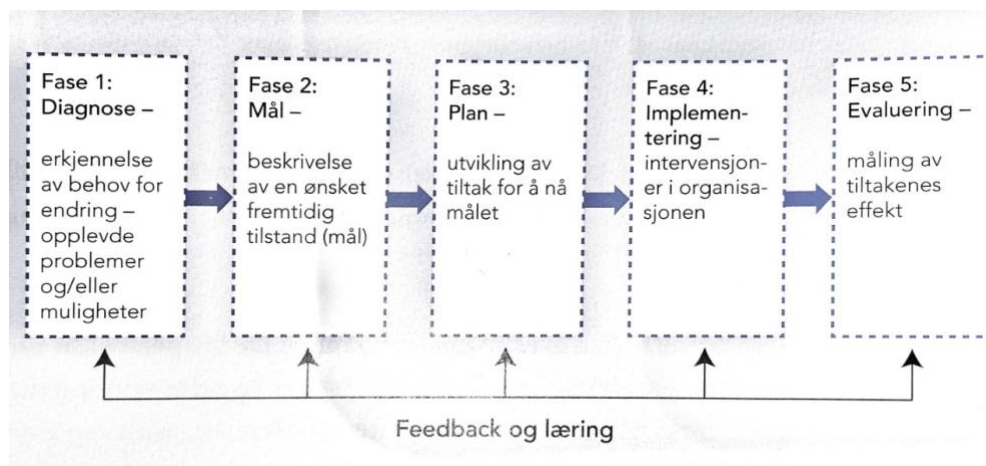 Fase 1:
Diagnose –
erkjennelse
av behov for
endring –
opplevde
problemer
og/eller
muligheter
Fase 2:
Mål –
beskrivelse
av en ønsket
fremtidig
tilstand (mål)
Fase 3:
Plan –
utvikling av
tiltak for å nå
målet
Fase 4:
Implemen-
tering –
intervensjon-
er i organisa-
sjonen
Fase 5:
Evaluering –
måling av
tiltakenes
effekt
Feedback og læring